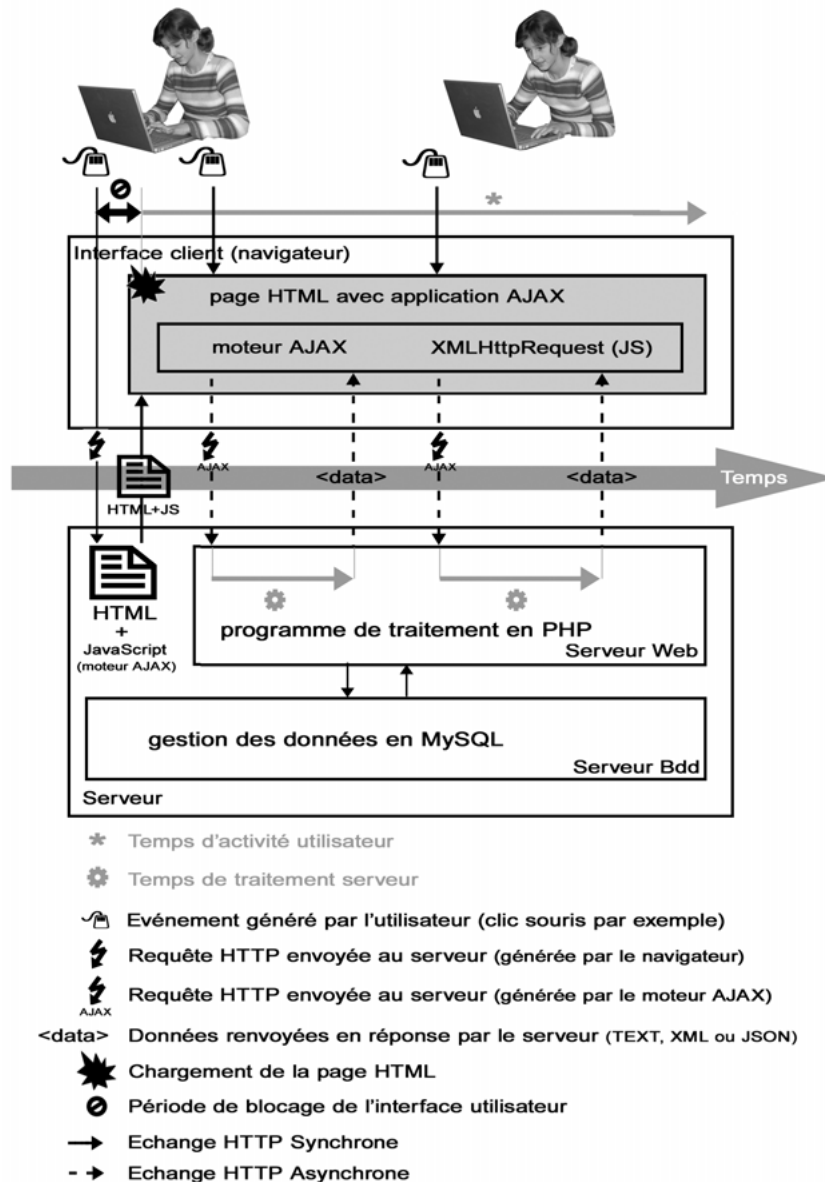 Interface client (navigateur)
page HTML avec application AJAX
moteur AJAX XMLHttpRequest (JS)
AJAX
<data>
AJAX
<data>
Temps
HTML+JS
HTML
+
JavaScript
(moteur AJAX)
programme de traitement en PHP
Serveur Web
gestion des données en MySQL
Serveur Bdd
Serveur
* Temps d'activité utilisateur
Temps de traitement serveur
Evénement généré par l'utilisateur (clic souris par exemple)
Requête HTTP envoyée au serveur (générée par le navigateur)
Requête HTTP envoyée au serveur (générée par le moteur AJAX)
AJAX
<data> Données renvoyées en réponse par le serveur (TEXT, XML ou JSON)
Chargement de la page HTML
Période de blocage de l'interface utilisateur
Echange HTTP Synchrone
Echange HTTP Asynchrone